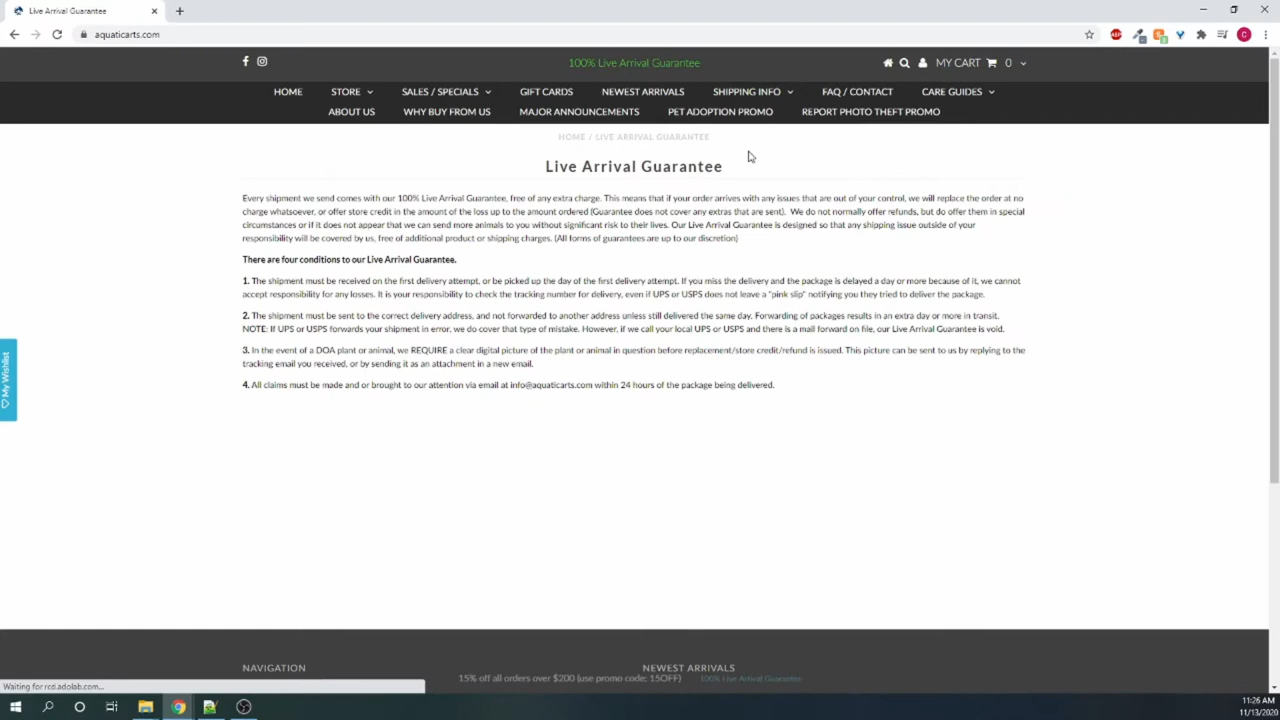 Live Arrival Guarantee
aquaticarts.com
100% Live Arrival Guarantee
MY CART 0
HOME STORE SALES / SPECIALS GIFT CARDS NEWEST ARRIVALS SHIPPING INFO FAQ / CONTACT CARE GUIDES
ABOUT US WHY BUY FROM US MAJOR ANNOUNCEMENTS PET ADOPTION PROMO REPORT PHOTO THEFT PROMO
HOME / LIVE ARRIVAL GUARANTEE
Live Arrival Guarantee
Every shipment we send comes with our 100% Live Arrival Guarantee, free of any extra charge. This means that if your order arrives with any issues that are out of your control, we will replace the order at no
charge whatsoever, or offer store credit in the amount of the loss up to the amount ordered (Guarantee does not cover any extras that are sent). We do not normally offer refunds, but do offer them in special
circumstances or if it does not appear that we can send more animals to you without significant risk to their lives. Our Live Arrival Guarantee is designed so that any shipping issue outside of your
responsibility will be covered by us, free of additional product or shipping charges. (All forms of guarantees are up to our discretion)
There are four conditions to our Live Arrival Guarantee.
1. The shipment must be received on the first delivery attempt, or be picked up the day of the first delivery attempt. If you miss the delivery and the package is delayed a day or more because of it, we cannot
accept responsibility for any losses. It is your responsibility to check the tracking number for delivery, even if UPS or USPS does not leave a "pink slip" notifying you they tried to deliver the package.
2. The shipment must be sent to the correct delivery address, and not forwarded to another address unless still delivered the same day. Forwarding of packages results in an extra day or more in transit.
NOTE: If UPS or USPS forwards your shipment in error, we do cover that type of mistake. However, if we call your local UPS or USPS and there is a mail forward on file, our Live Arrival Guarantee is void.
3. In the event of a DOA plant or animal, we REQUIRE a clear digital picture of the plant or animal in question before replacement/store credit/refund is issued. This picture can be sent to us by replying to the
tracking email you received, or by sending it as an attachment in a new email.
4. All claims must be made and or brought to our attention via email at info@aquaticarts.com within 24 hours of the package being delivered.
My Wishlist
NAVIGATION NEWEST ARRIVALS
15% off all orders over $200 (use promo code: 15OFF) 100% Live Arrival Guarantee
Waiting for rcd.adolab.com...
11:26 AM
11/13/2020